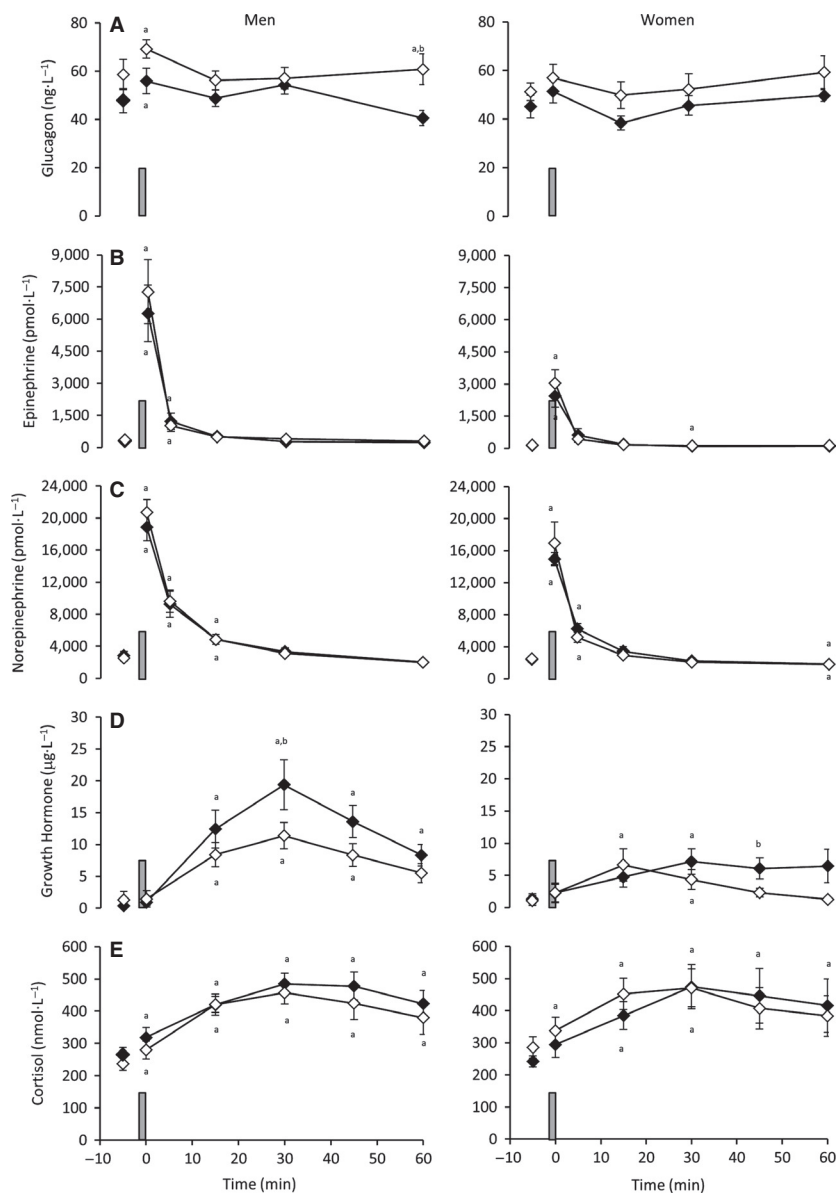 Men
Women
A
Glucagon (ng·L⁻¹)
80
60
40
20
0
a
a
a,b
80
60
40
20
0
B
Epinephrine (pmol·L⁻¹)
9,000
7,500
6,000
4,500
3,000
1,500
0
a
a
a
a
9,000
7,500
6,000
4,500
3,000
1,500
0
a
a
a
C
Norepinephrine (pmol·L⁻¹)
24,000
20,000
16,000
12,000
8,000
4,000
0
a
a
a
a
a
a
24,000
20,000
16,000
12,000
8,000
4,000
0
a
a
a
a
a
a
D
Growth Hormone (µg·L⁻¹)
30
25
20
15
10
5
0
a,b
a
a
a
a
a
a
30
25
20
15
10
5
0
a
a
b
a
E
Cortisol (nmol·L⁻¹)
600
500
400
300
200
100
0
a
a
a
a
a
a
a
a
a
a
600
500
400
300
200
100
0
a
a
a
a
a
a
a
–10 0 10 20 30 40 50 60
Time (min)
–10 0 10 20 30 40 50 60
Time (min)